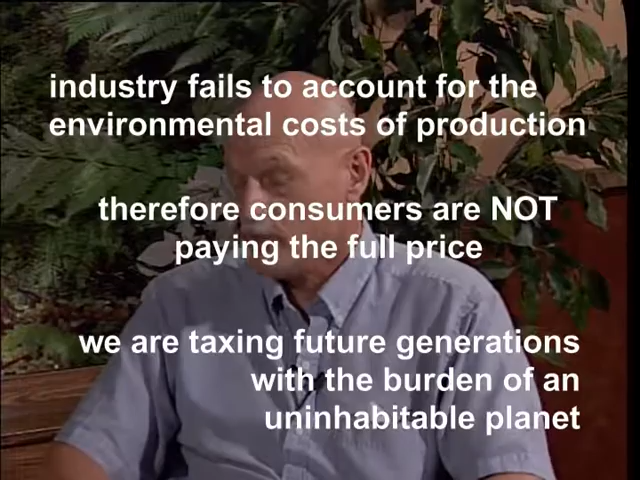 industry fails to account for the
environmental costs of production
therefore consumers are NOT
paying the full price
we are taxing future generations
with the burden of an
uninhabitable planet